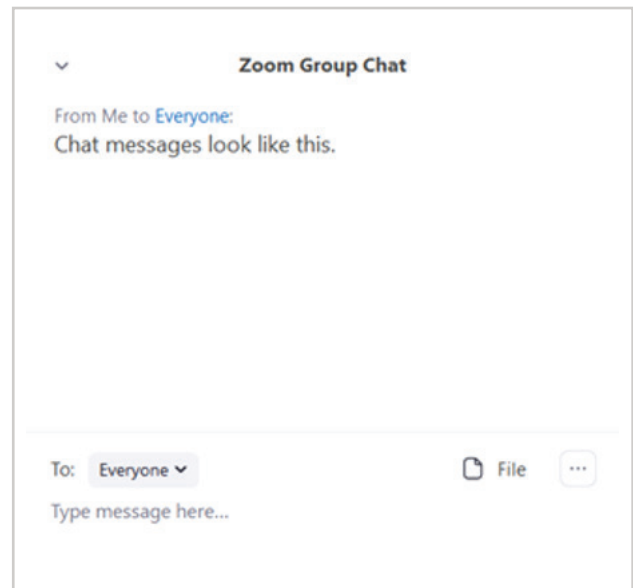 Zoom Group Chat
From Me to Everyone:
Chat messages look like this.
To: Everyone File ...
Type message here...